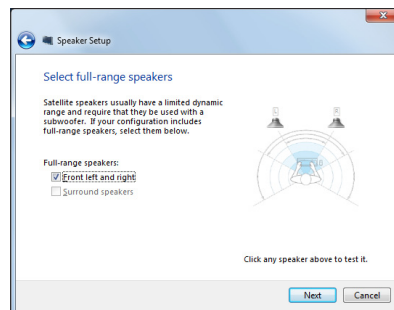 Speaker Setup
Select full-range speakers
Satellite speakers usually have a limited dynamic
range and require that they be used with a
subwoofer. If your configuration includes
full-range speakers, select them below.
Full-range speakers:
Front left and right
Surround speakers
Click any speaker above to test it.
Next Cancel